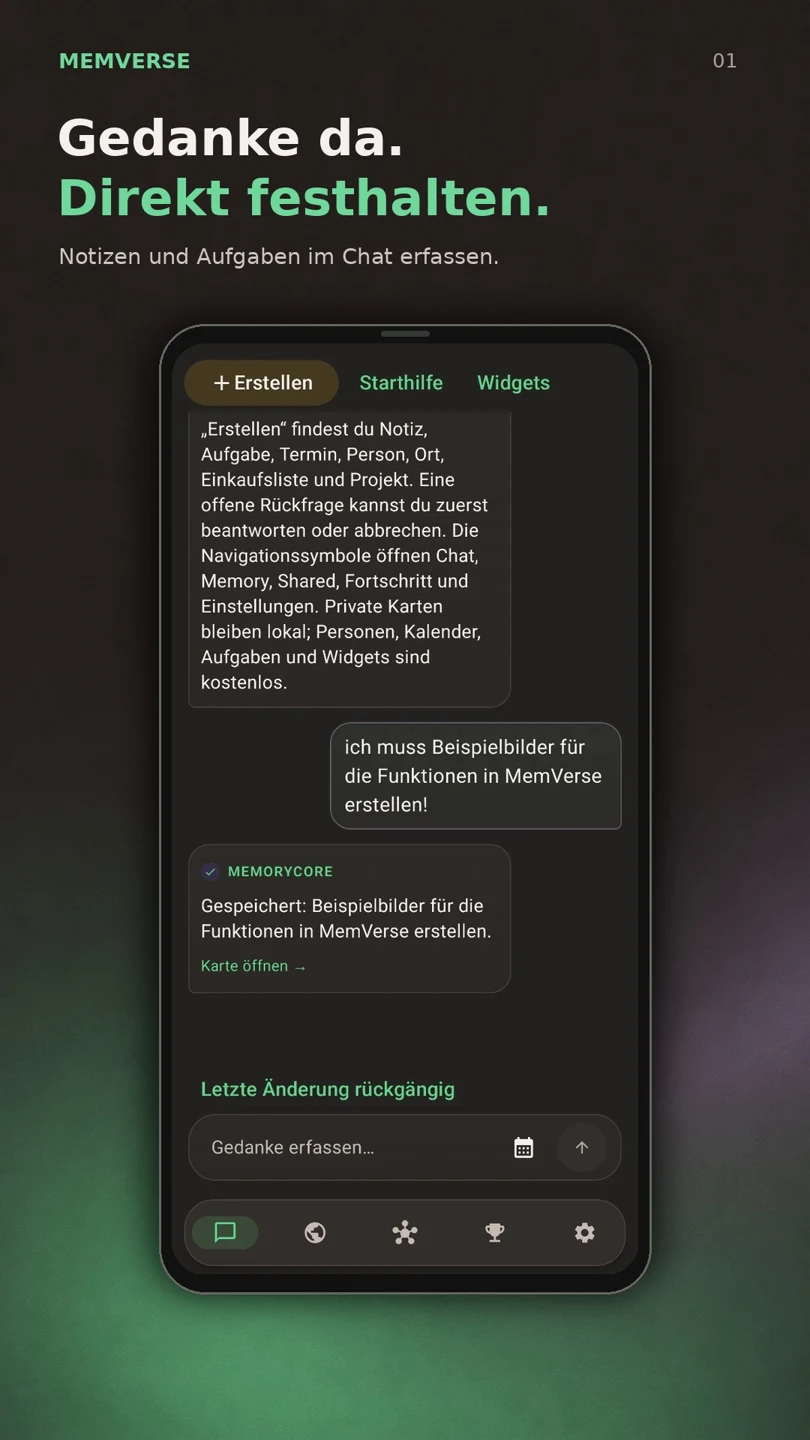 MEMVERSE
01
Gedanke da.
Direkt festhalten.
Notizen und Aufgaben im Chat erfassen.
+ Erstellen
Starthilfe
Widgets
„Erstellen“ findest du Notiz,
Aufgabe, Termin, Person, Ort,
Einkaufsliste und Projekt. Eine
offene Rückfrage kannst du zuerst
beantworten oder abbrechen. Die
Navigationssymbole öffnen Chat,
Memory, Shared, Fortschritt und
Einstellungen. Private Karten
bleiben lokal; Personen, Kalender,
Aufgaben und Widgets sind
kostenlos.
ich muss Beispielbilder für
die Funktionen in MemVerse
erstellen!
MEMORYCORE
Gespeichert: Beispielbilder für die
Funktionen in MemVerse erstellen.
Karte öffnen →
Letzte Änderung rückgängig
Gedanke erfassen…